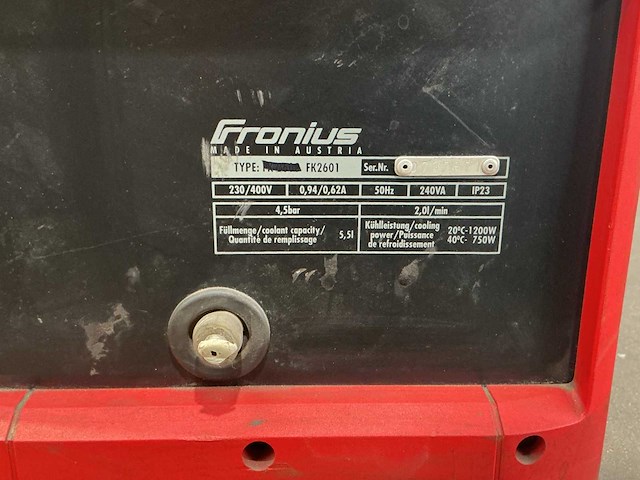 Fronius
MADE IN AUSTRIA
TYPE: FK2601 Ser.Nr.
230/400V 0,94/0,62A 50Hz 240VA IP23
4,5bar 2,0l/min
Füllmenge/coolant capacity/
Quantité de remplissage 5,5l
Kühlleistung/cooling
power/Puissance
de refroidissement
20°C-1200W
40°C- 750W